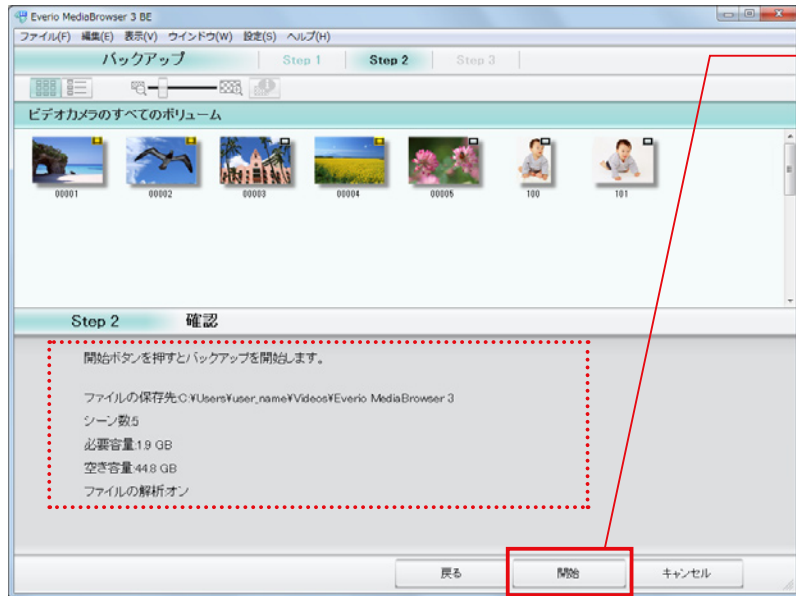 Everio MediaBrowser 3 BE
ファイル(F) 編集(E) 表示(V) ウインドウ(W) 設定(S) ヘルプ(H)
バックアップ Step 1 Step 2 Step 3
ビデオカメラのすべてのボリューム
00001 00002 00003 00004 00005 100 101
Step 2 確認
開始ボタンを押すとバックアップを開始します。
ファイルの保存先:C:¥Users¥user_name¥Videos¥Everio MediaBrowser 3
シーン数:5
必要容量:1.9 GB
空き容量:44.8 GB
ファイルの解析:オン
戻る 開始 キャンセル